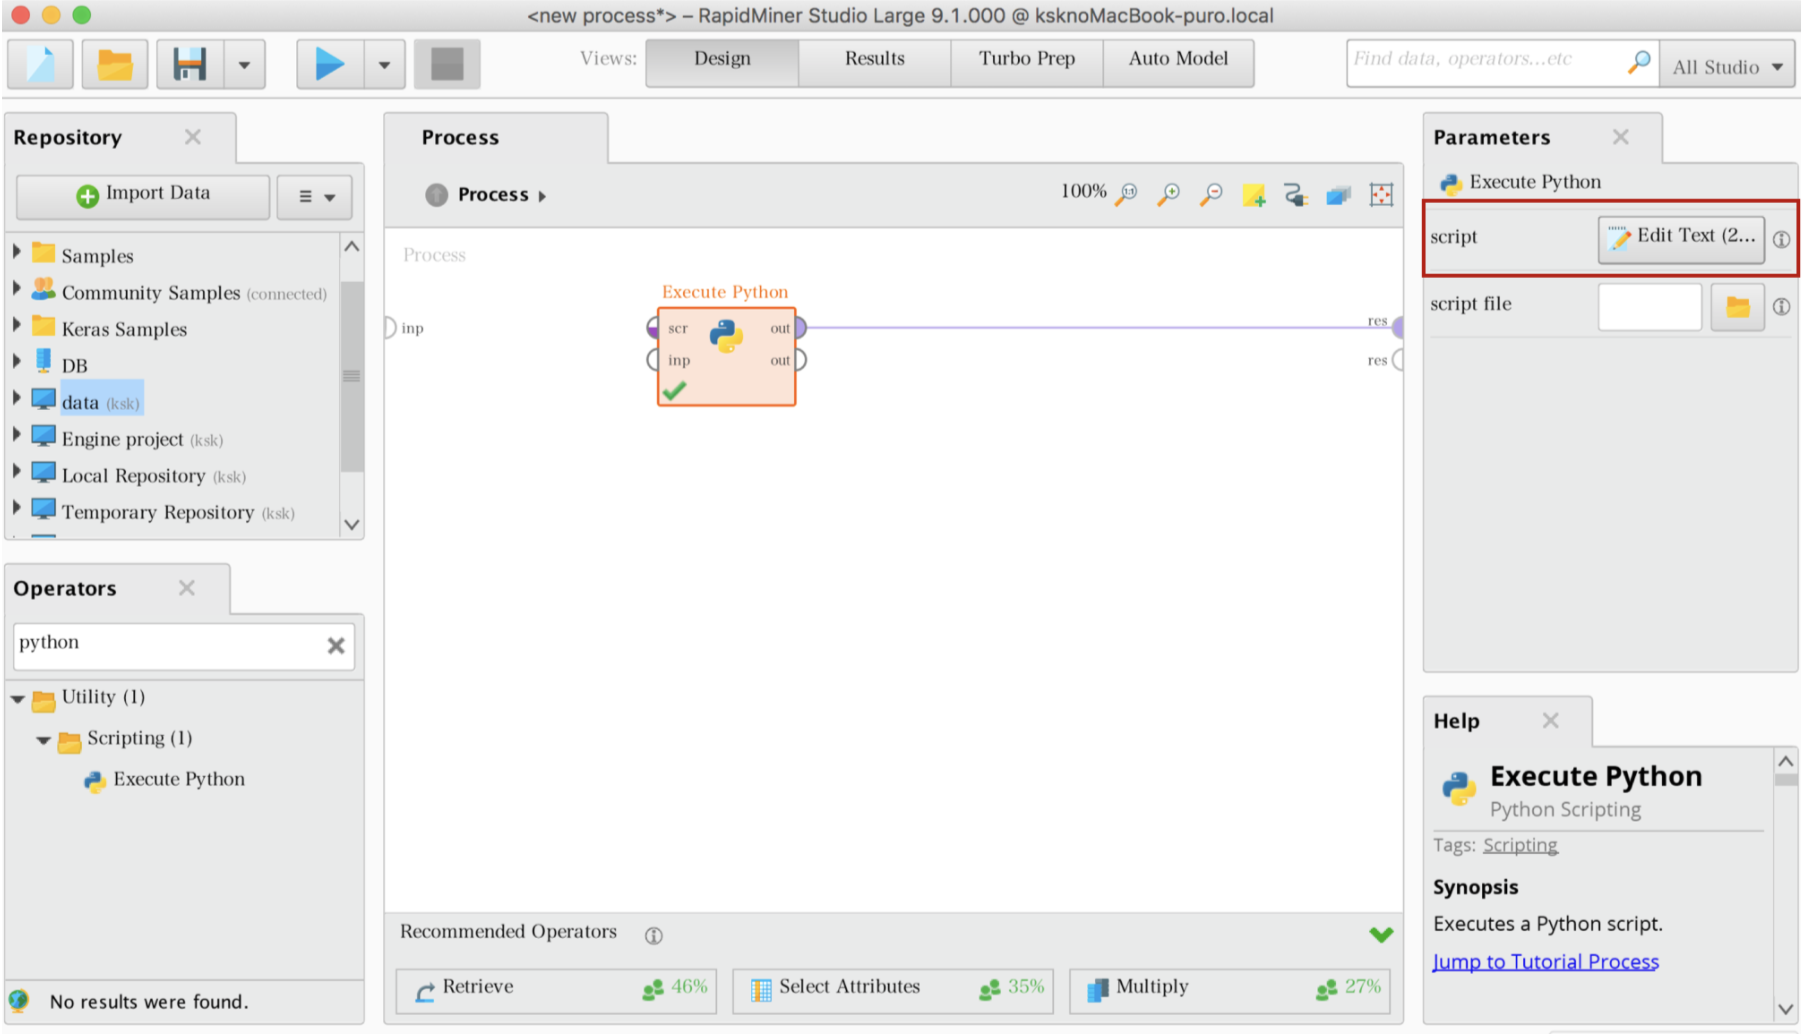 <new process*> – RapidMiner Studio Large 9.1.000 @ ksknoMacBook-puro.local
Views:
Design
Results
Turbo Prep
Auto Model
Find data, operators...etc
All Studio
Repository
Import Data
Samples
Community Samples (connected)
Keras Samples
DB
data (ksk)
Engine project (ksk)
Local Repository (ksk)
Temporary Repository (ksk)
Operators
python
Utility (1)
Scripting (1)
Execute Python
No results were found.
Process
Process
100%
Process
inp
Execute Python
scr out
inp out
res
res
Recommended Operators
Retrieve 46%
Select Attributes 35%
Multiply 27%
Parameters
Execute Python
script Edit Text (2...
script file
Help
Execute Python
Python Scripting
Tags: Scripting
Synopsis
Executes a Python script.
Jump to Tutorial Process